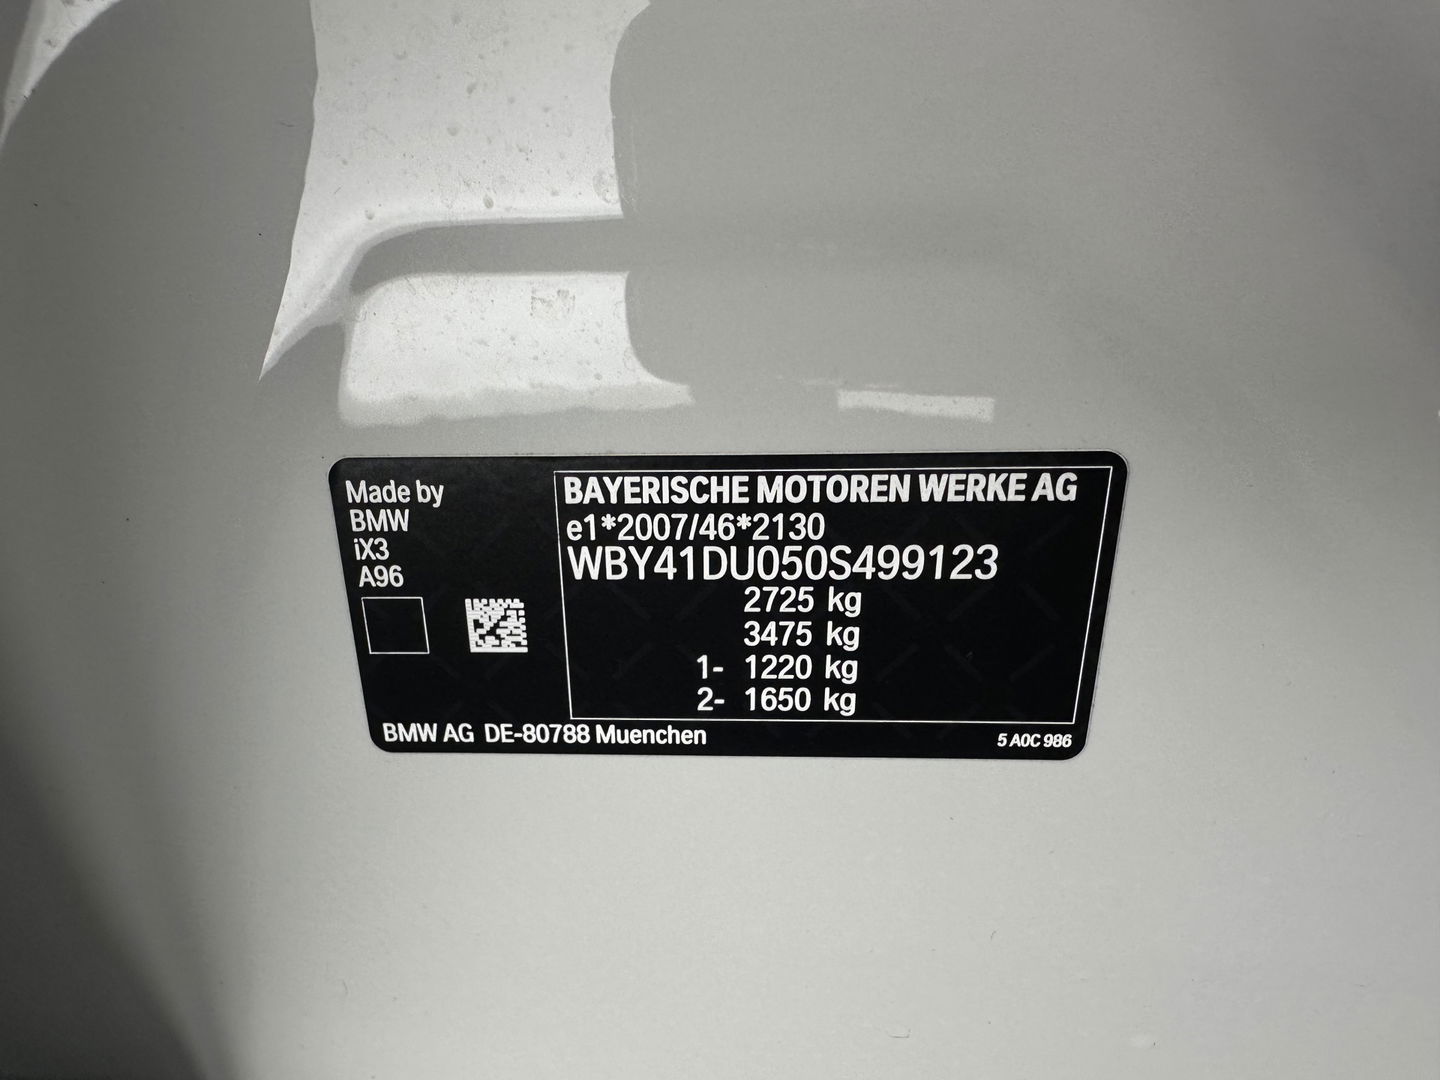 Made by
BMW
iX3
A96
BAYERISCHE MOTOREN WERKE AG
e1*2007/46*2130
WBY41DU050S499123
2725 kg
3475 kg
1- 1220 kg
2- 1650 kg
BMW AG DE-80788 Muenchen
5 A0C 986